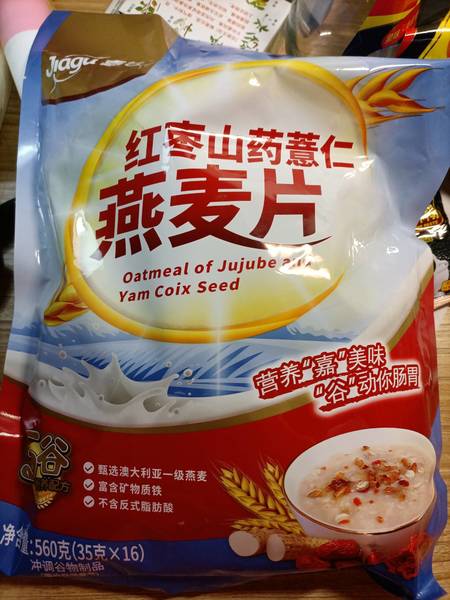 Jiagu
红枣山药薏仁
燕麦片
Oatmeal of Jujube and
Yam Coix Seed
营养“嘉”美味
“谷”动你肠胃
谷
甄选澳大利亚一级燕麦
富含矿物质铁
不含反式脂肪酸
净含量:560克(35克×16)
冲调谷物制品